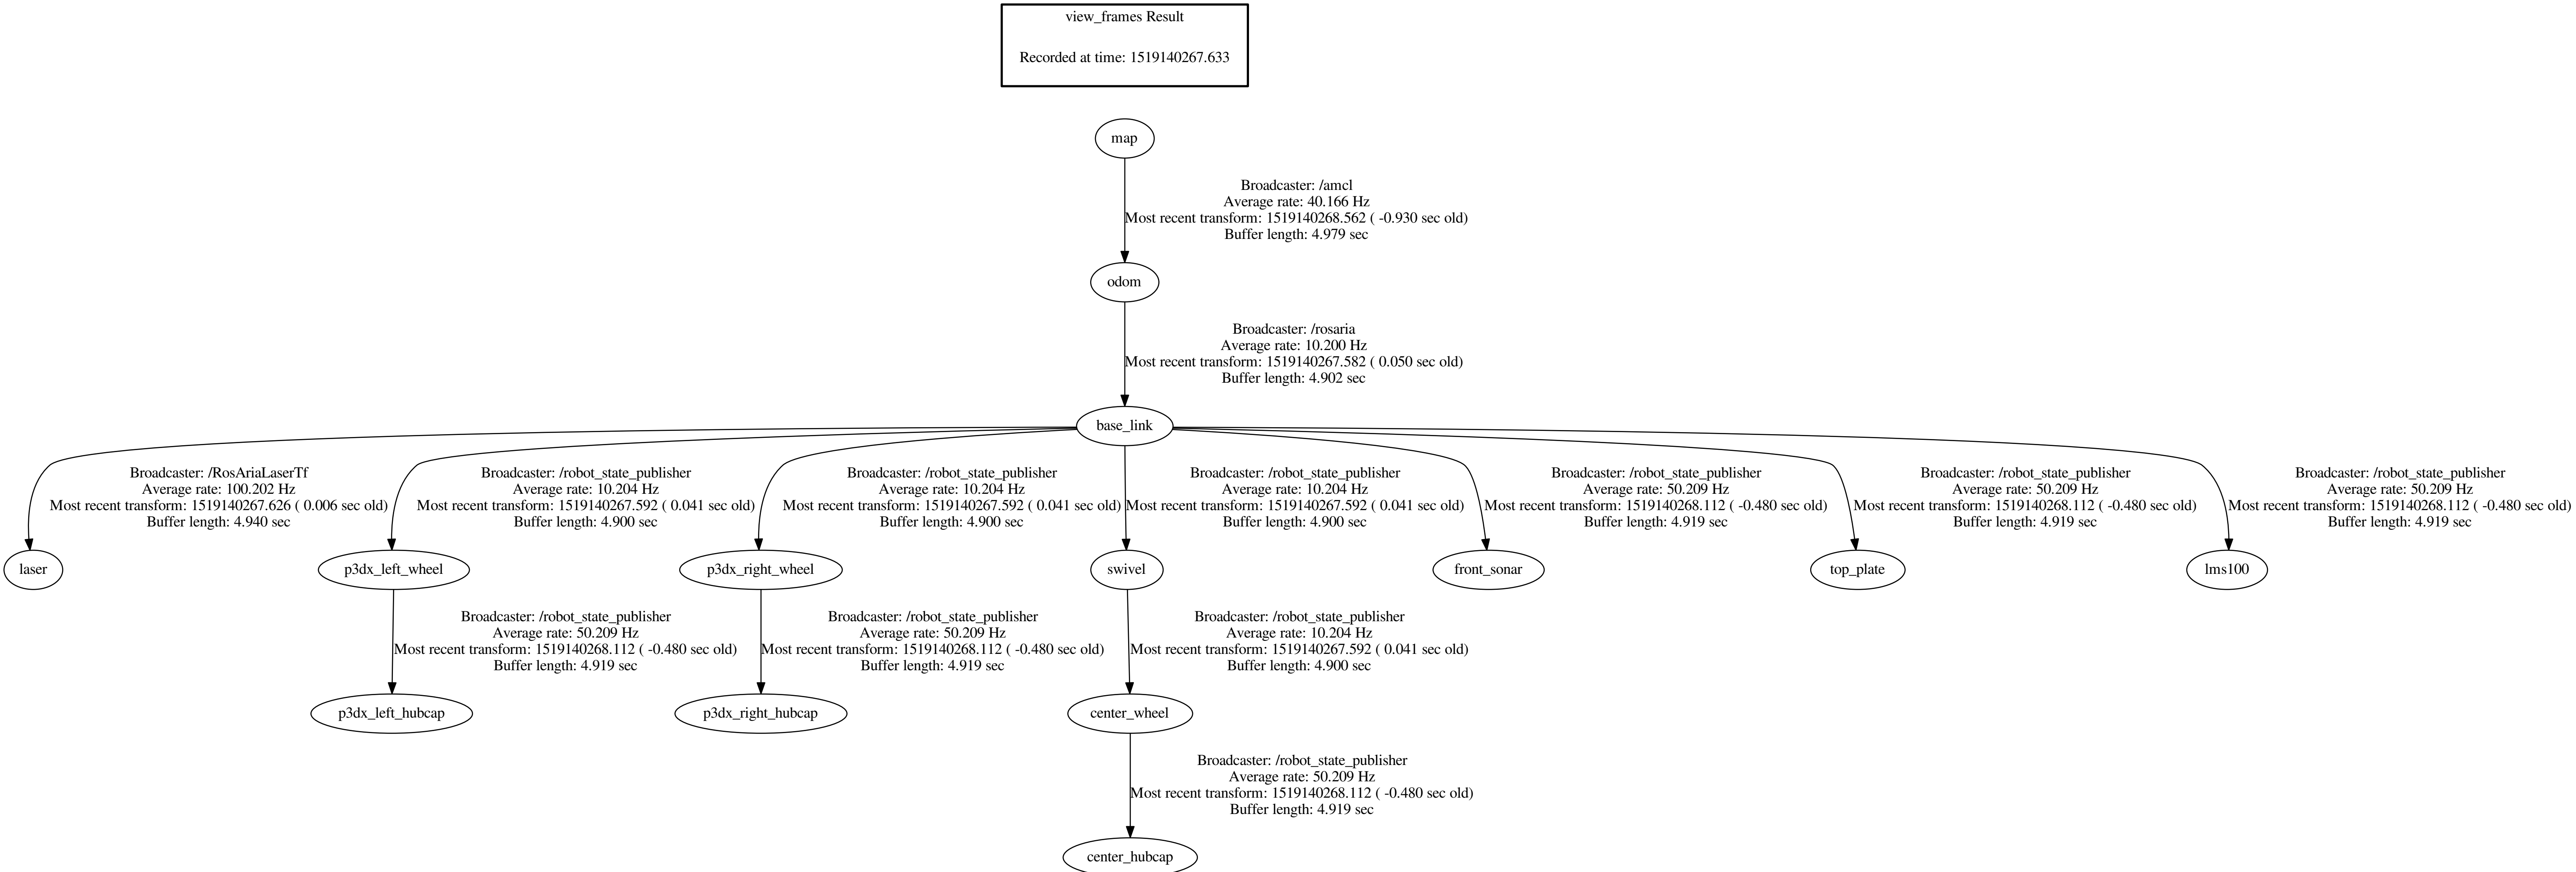 view_frames Result
Recorded at time: 1519140267.633
map
Broadcaster: /amcl
Average rate: 40.166 Hz
Most recent transform: 1519140268.562 ( -0.930 sec old)
Buffer length: 4.979 sec
odom
Broadcaster: /rosaria
Average rate: 10.200 Hz
Most recent transform: 1519140267.582 ( 0.050 sec old)
Buffer length: 4.902 sec
base_link
Broadcaster: /RosAriaLaserTf
Average rate: 100.202 Hz
Most recent transform: 1519140267.626 ( 0.006 sec old)
Buffer length: 4.940 sec
Broadcaster: /robot_state_publisher
Average rate: 10.204 Hz
Most recent transform: 1519140267.592 ( 0.041 sec old)
Buffer length: 4.900 sec
Broadcaster: /robot_state_publisher
Average rate: 10.204 Hz
Most recent transform: 1519140267.592 ( 0.041 sec old)
Buffer length: 4.900 sec
Broadcaster: /robot_state_publisher
Average rate: 10.204 Hz
Most recent transform: 1519140267.592 ( 0.041 sec old)
Buffer length: 4.900 sec
Broadcaster: /robot_state_publisher
Average rate: 50.209 Hz
Most recent transform: 1519140268.112 ( -0.480 sec old)
Buffer length: 4.919 sec
Broadcaster: /robot_state_publisher
Average rate: 50.209 Hz
Most recent transform: 1519140268.112 ( -0.480 sec old)
Buffer length: 4.919 sec
Broadcaster: /robot_state_publisher
Average rate: 50.209 Hz
Most recent transform: 1519140268.112 ( -0.480 sec old)
Buffer length: 4.919 sec
laser
p3dx_left_wheel
p3dx_right_wheel
swivel
front_sonar
top_plate
lms100
Broadcaster: /robot_state_publisher
Average rate: 50.209 Hz
Most recent transform: 1519140268.112 ( -0.480 sec old)
Buffer length: 4.919 sec
Broadcaster: /robot_state_publisher
Average rate: 50.209 Hz
Most recent transform: 1519140268.112 ( -0.480 sec old)
Buffer length: 4.919 sec
Broadcaster: /robot_state_publisher
Average rate: 10.204 Hz
Most recent transform: 1519140267.592 ( 0.041 sec old)
Buffer length: 4.900 sec
p3dx_left_hubcap
p3dx_right_hubcap
center_wheel
Broadcaster: /robot_state_publisher
Average rate: 50.209 Hz
Most recent transform: 1519140268.112 ( -0.480 sec old)
Buffer length: 4.919 sec
center_hubcap